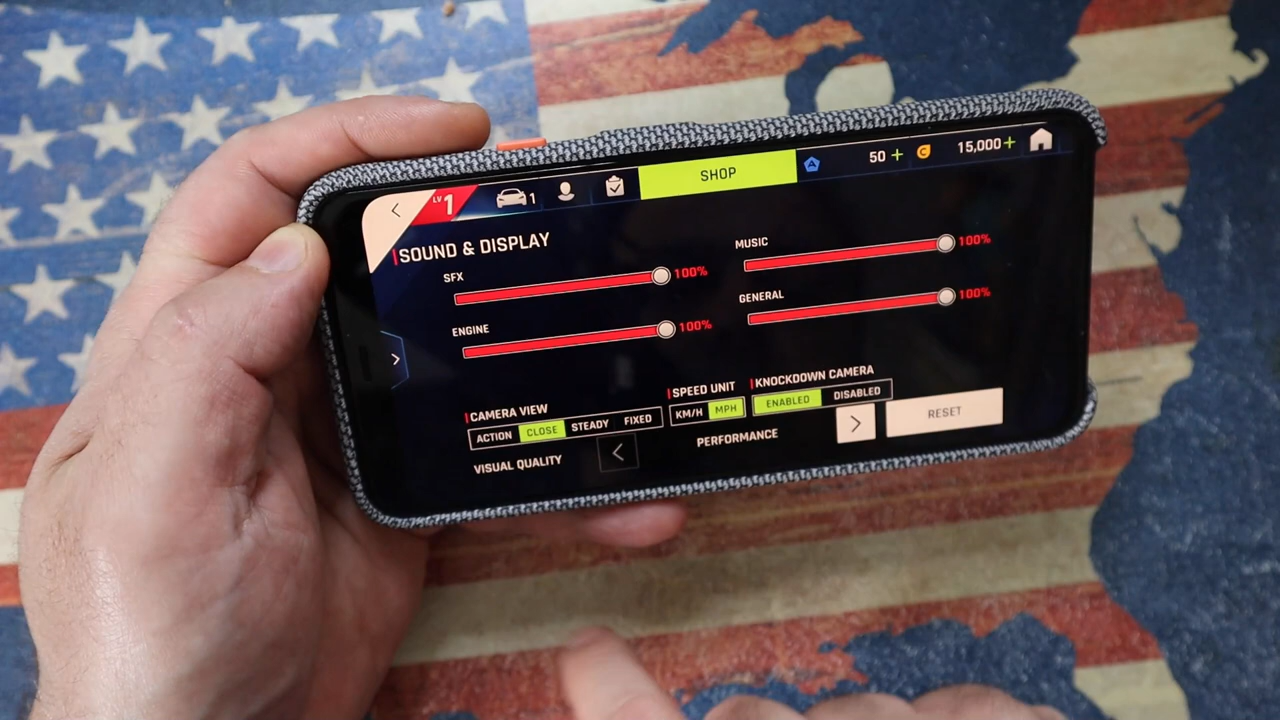 LV 1
1
SHOP
50 +
15,000+
SOUND & DISPLAY
SFX
100%
MUSIC
100%
ENGINE
100%
GENERAL
100%
CAMERA VIEW
ACTION CLOSE STEADY FIXED
SPEED UNIT
KM/H MPH
KNOCKDOWN CAMERA
ENABLED DISABLED
VISUAL QUALITY
PERFORMANCE
RESET